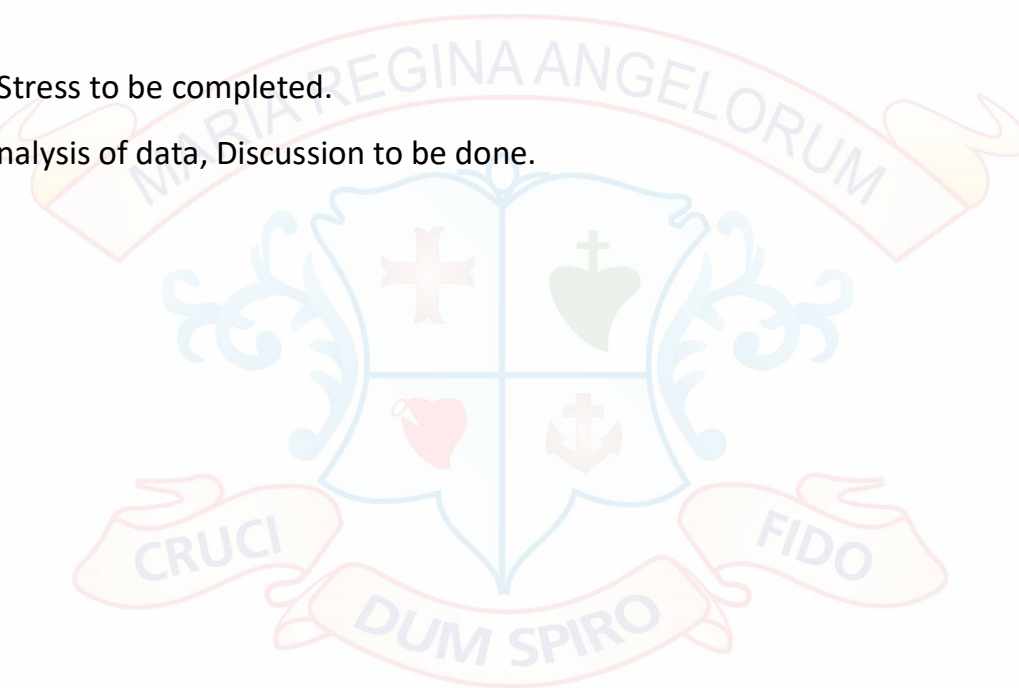 Stress to be completed.
nalysis of data, Discussion to be done.
MARIA REGINA ANGELORUM
CRUCI
DUM SPIRO
FIDO